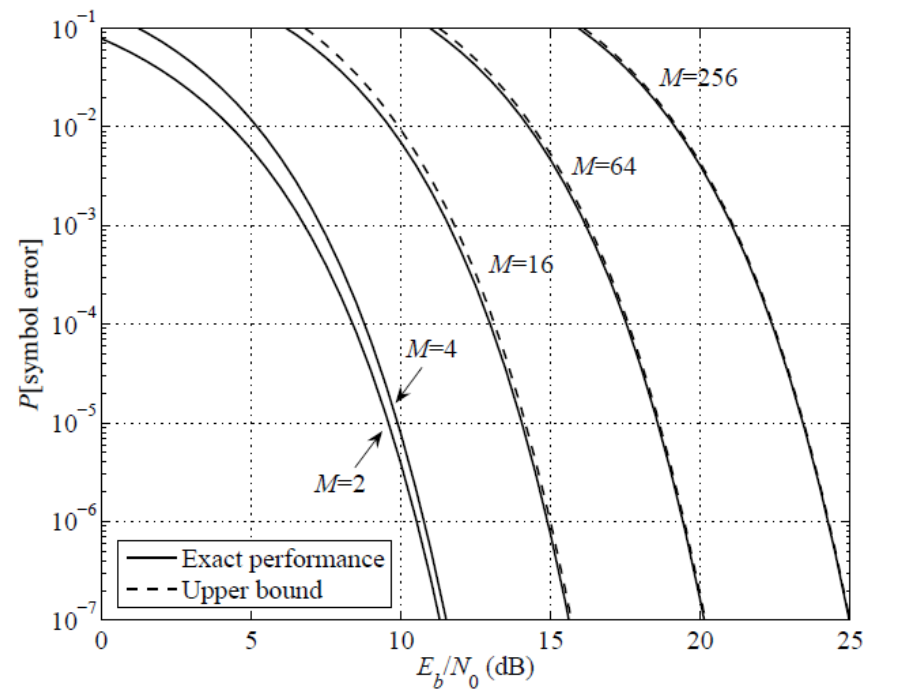 10⁻¹
10⁻²
10⁻³
10⁻⁴
10⁻⁵
10⁻⁶
10⁻⁷
P[symbol error]
M=256
M=64
M=16
M=4
M=2
Exact performance
Upper bound
0 5 10 15 20 25
E_b/N_0 (dB)